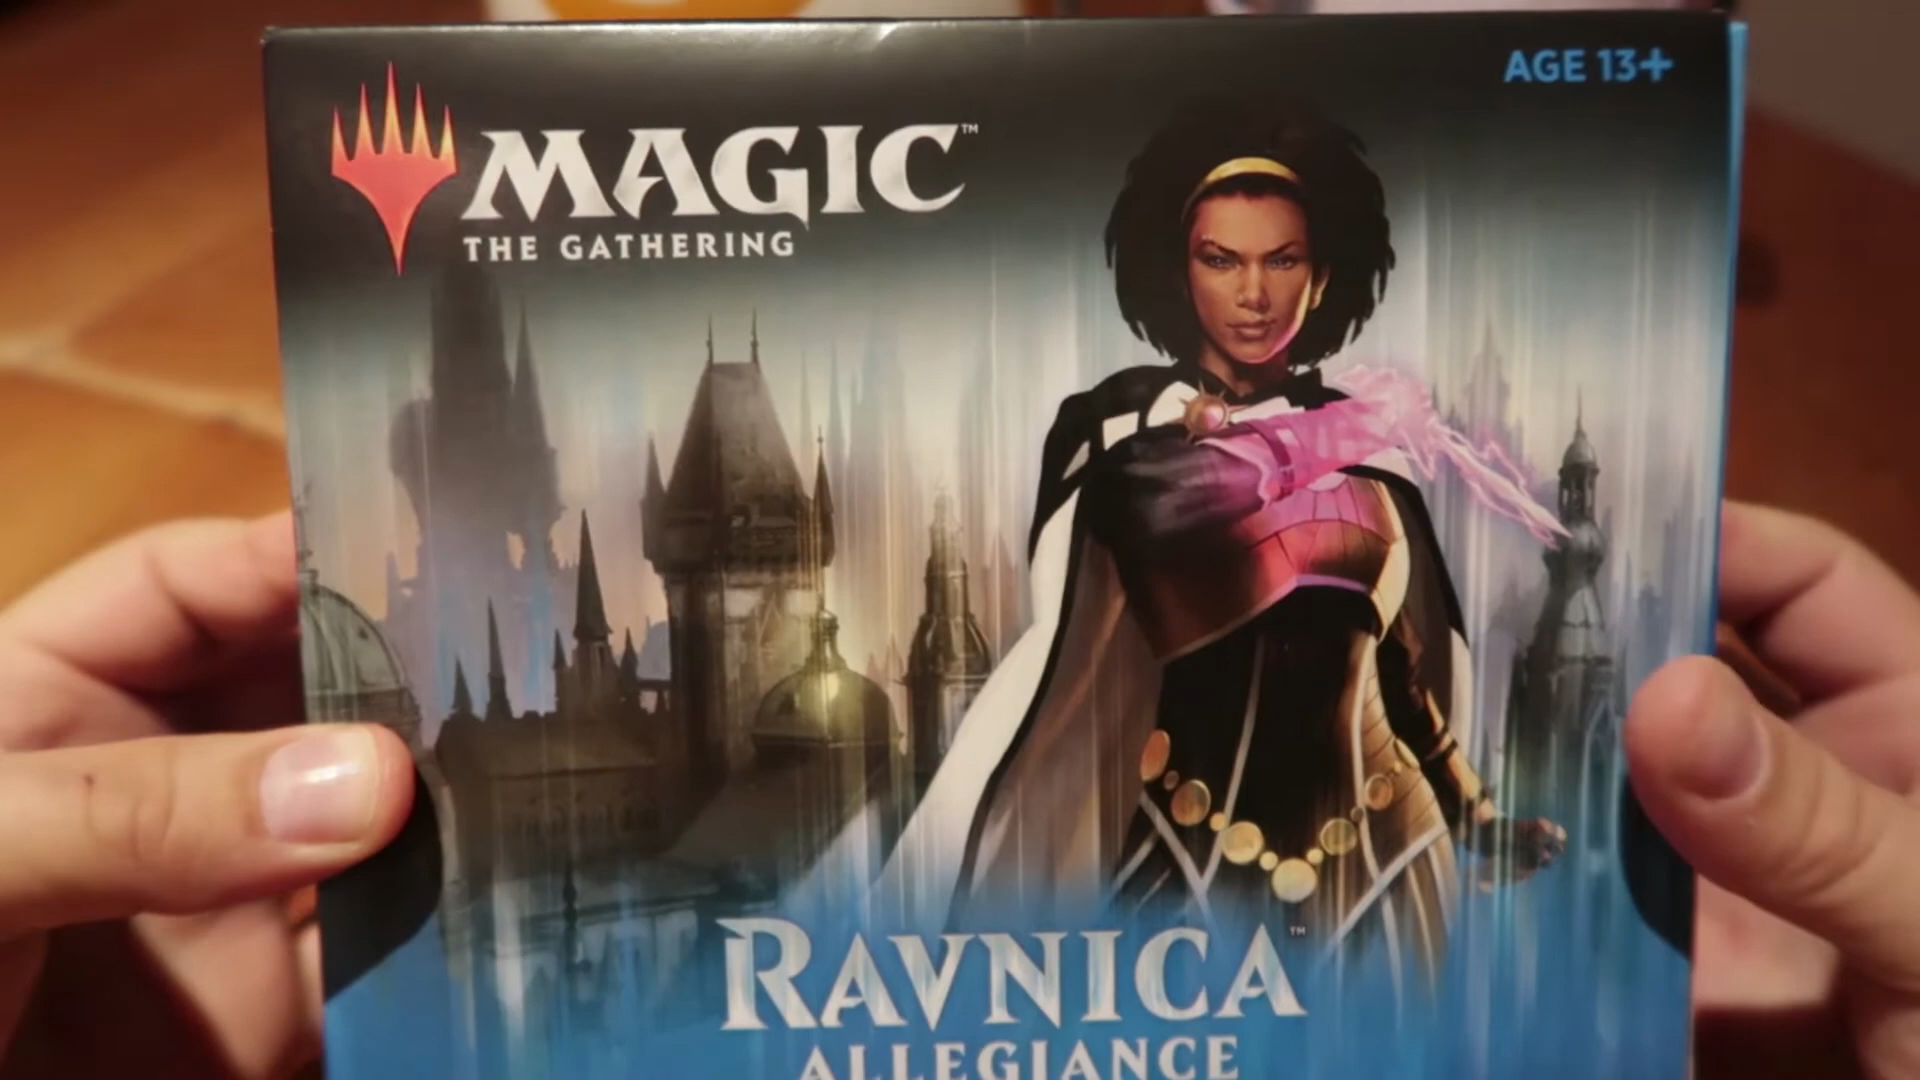 AGE 13+
MAGIC™
THE GATHERING
RAVNICA™
ALLEGIANCE